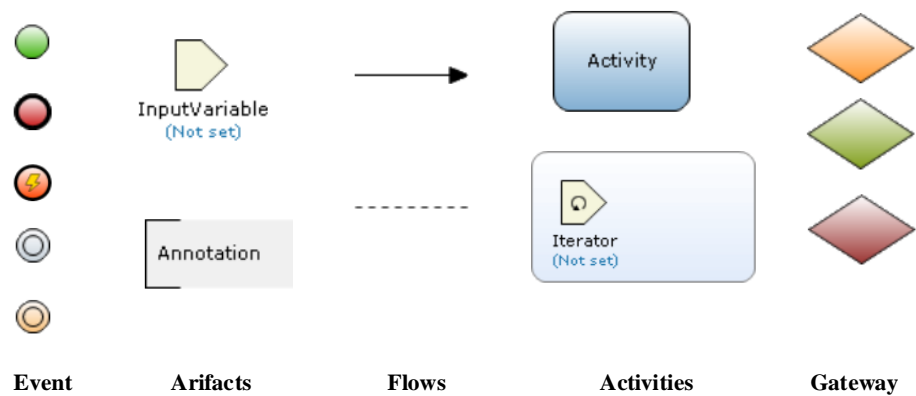 Activity
InputVariable
(Not set)
Annotation
Iterator
(Not set)
Event Arifacts Flows Activities Gateway